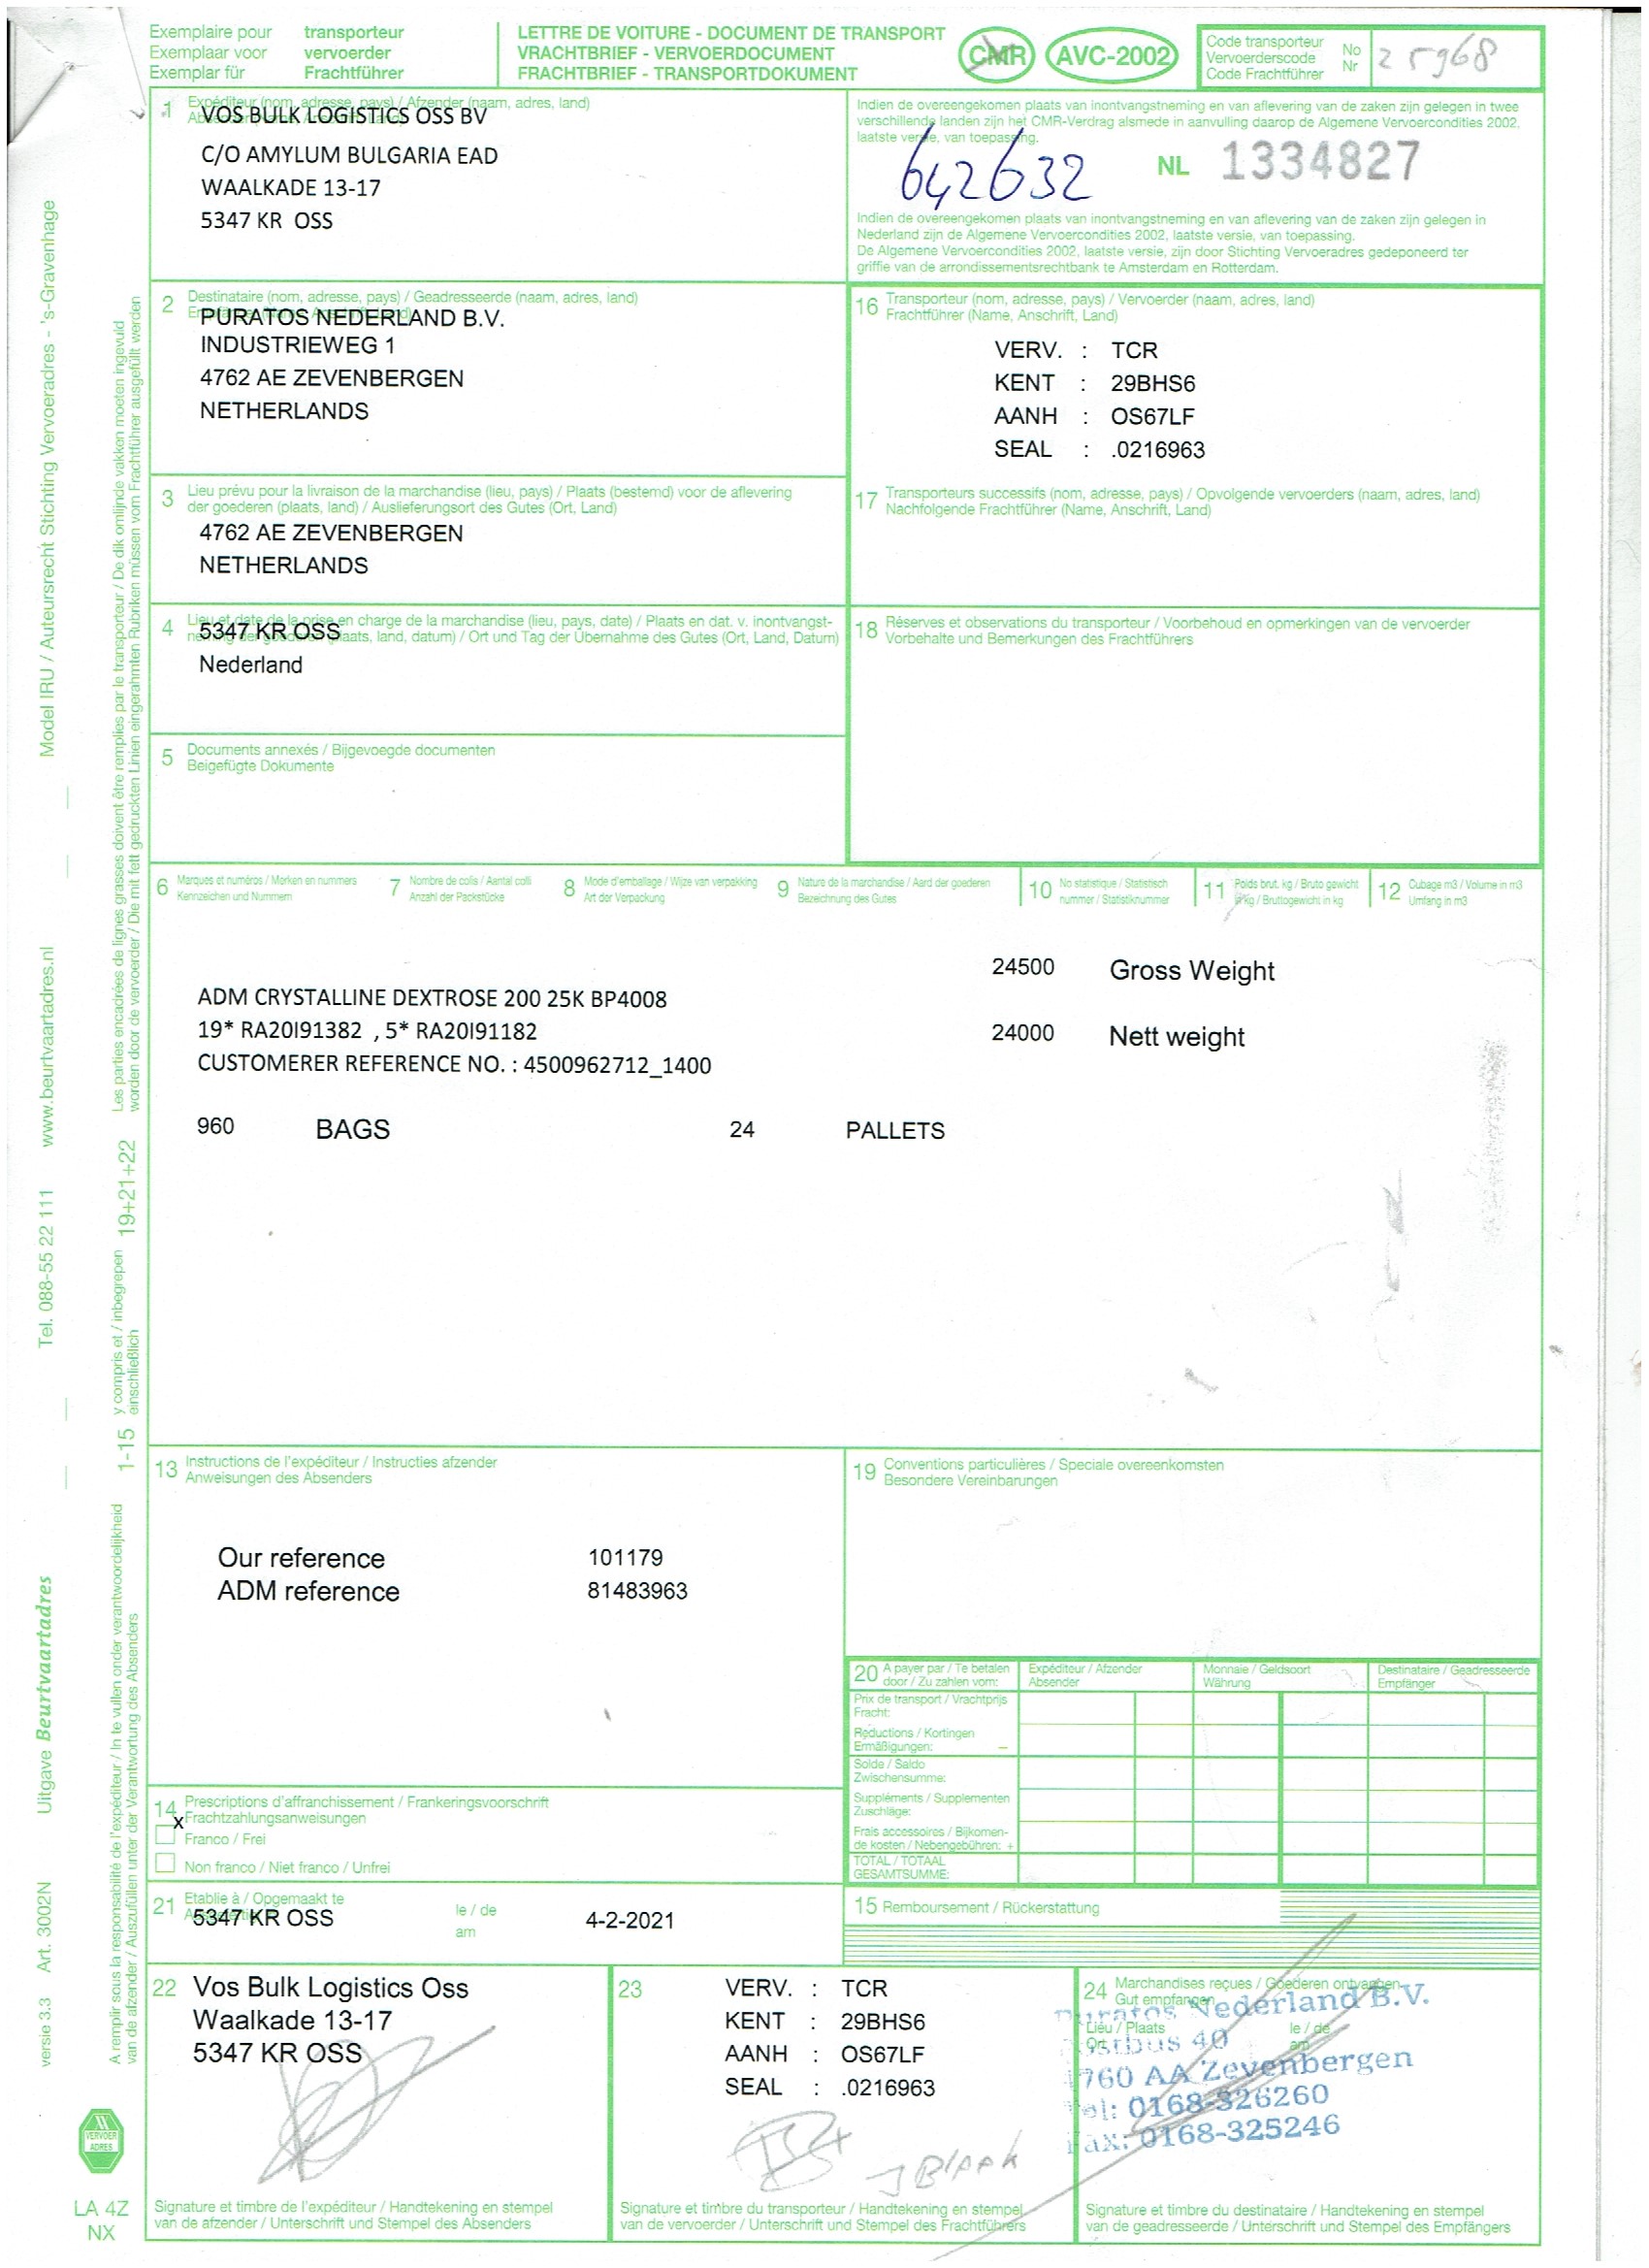 Exemplaire pour transporteur
Exemplaar voor vervoerder
Exemplar für Frachtführer
LETTRE DE VOITURE - DOCUMENT DE TRANSPORT
VRACHTBRIEF - VERVOERDOCUMENT
FRACHTBRIEF - TRANSPORTDOKUMENT
CMR AVC-2002
Code transporteur
Vervoerderscode
Code Frachtführer
No
Nr
25968
1 Expéditeur (nom, adresse, pays) / Afzender (naam, adres, land)
VOS BULK LOGISTICS OSS BV
C/O AMYLUM BULGARIA EAD
WAALKADE 13-17
5347 KR OSS
Indien de overeengekomen plaats van inontvangstneming en van aflevering van de zaken zijn gelegen in twee
verschillende landen zijn het CMR-Verdrag alsmede in aanvulling daarop de Algemene Vervoercondities 2002,
laatste versie, van toepassing.
642632
NL 1334827
Indien de overeengekomen plaats van inontvangstneming en van aflevering van de zaken zijn gelegen in
Nederland zijn de Algemene Vervoercondities 2002, laatste versie, van toepassing.
De Algemene Vervoercondities 2002, laatste versie, zijn door Stichting Vervoeradres gedeponeerd ter
griffie van de arrondissementsrechtbank te Amsterdam en Rotterdam.
2 Destinataire (nom, adresse, pays) / Geadresseerde (naam, adres, land)
PURATOS NEDERLAND B.V.
INDUSTRIEWEG 1
4762 AE ZEVENBERGEN
NETHERLANDS
16 Transporteur (nom, adresse, pays) / Vervoerder (naam, adres, land)
Frachtführer (Name, Anschrift, Land)
VERV. : TCR
KENT : 29BHS6
AANH : OS67LF
SEAL : .0216963
3 Lieu prévu pour la livraison de la marchandise (lieu, pays) / Plaats (bestemd) voor de aflevering
der goederen (plaats, land) / Auslieferungsort des Gutes (Ort, Land)
4762 AE ZEVENBERGEN
NETHERLANDS
17 Transporteurs successifs (nom, adresse, pays) / Opvolgende vervoerders (naam, adres, land)
Nachfolgende Frachtführer (Name, Anschrift, Land)
4 Lieu et date de la prise en charge de la marchandise (lieu, pays, date) / Plaats en dat. v. inontvangst-
(plaats, land, datum) / Ort und Tag der Übernahme des Gutes (Ort, Land, Datum)
5347 KR OSS
Nederland
18 Réserves et observations du transporteur / Voorbehoud en opmerkingen van de vervoerder
Vorbehalte und Bemerkungen des Frachtführers
5 Documents annexés / Bijgevoegde documenten
Beigefügte Dokumente
6 Marques et numéros / Merken en nummers
Kennzeichen und Nummern
7 Nombre de colis / Aantal colli
Anzahl der Packstücke
8 Mode d'emballage / Wijze van verpakking
Art der Verpackung
9 Nature de la marchandise / Aard der goederen
Bezeichnung des Gutes
10 No statistique / Statistisch
nummer / Statistiknummer
11 Poids brut. kg / Bruto gewicht
kg / Bruttogewicht in kg
12 Cubage m3 / Volume in m3
Umfang in m3
24500 Gross Weight
ADM CRYSTALLINE DEXTROSE 200 25K BP4008
19* RA20I91382 , 5* RA20I91182
24000 Nett weight
CUSTOMERER REFERENCE NO. : 4500962712_1400
960 BAGS 24 PALLETS
13 Instructions de l'expéditeur / Instructies afzender
Anweisungen des Absenders
Our reference 101179
ADM reference 81483963
19 Conventions particulières / Speciale overeenkomsten
Besondere Vereinbarungen
20 A payer par / Te betalen
door / Zu zahlen vom:
Expéditeur / Afzender
Absender
Monnaie / Geldsoort
Währung
Destinataire / Geadresseerde
Empfänger
Prix de transport / Vrachtprijs
Fracht:
Réductions / Kortingen
Ermäßigungen: –
Solde / Saldo
Zwischensumme:
Suppléments / Supplementen
Zuschläge:
Frais accessoires / Bijkomen-
de kosten / Nebengebühren: +
TOTAL / TOTAAL
GESAMTSUMME:
14 Prescriptions d'affranchissement / Frankeringsvoorschrift
x Frachtzahlungsanweisungen
Franco / Frei
Non franco / Niet franco / Unfrei
21 Etablie à / Opgemaakt te
5347 KR OSS
le / de
am
4-2-2021
15 Remboursement / Rückerstattung
22 Vos Bulk Logistics Oss
Waalkade 13-17
5347 KR OSS
Signature et timbre de l'expéditeur / Handtekening en stempel
van de afzender / Unterschrift und Stempel des Absenders
23
VERV. : TCR
KENT : 29BHS6
AANH : OS67LF
SEAL : .0216963
J Blaak
Signature et timbre du transporteur / Handtekening en stempel
van de vervoerder / Unterschrift und Stempel des Frachtführers
24 Marchandises reçues / Goederen ontvangen
Gut empfangen
Lieu / Plaats
Ort
le / de
am
Puratos Nederland B.V.
Postbus 40
4760 AA Zevenbergen
Tel: 0168-326260
Fax: 0168-325246
Signature et timbre du destinataire / Handtekening en stempel
van de geadresseerde / Unterschrift und Stempel des Empfängers
Model IRU / Auteursrecht Stichting Vervoeradres - 's-Gravenhage
www.beurtvaartadres.nl
Tel. 088-55 22 111
Uitgave Beurtvaartadres
Art. 3002N
versie 3.3
Les parties encadrées de lignes grasses doivent être remplies par le transporteur / De dik omlijnde vakken moeten ingevuld
worden door de vervoerder / Die mit fett gedruckten Linien eingerahmten Rubriken müssen vom Frachtführer ausgefüllt werden
19+21+22
y compris et / inbegrepen
einschließlich
1-15
A remplir sous la responsabilité de l'expéditeur / In te vullen onder verantwoordelijkheid
van de afzender / Auszufüllen unter der Verantwortung des Absenders
VERVOER
ADRES
LA 4Z
NX